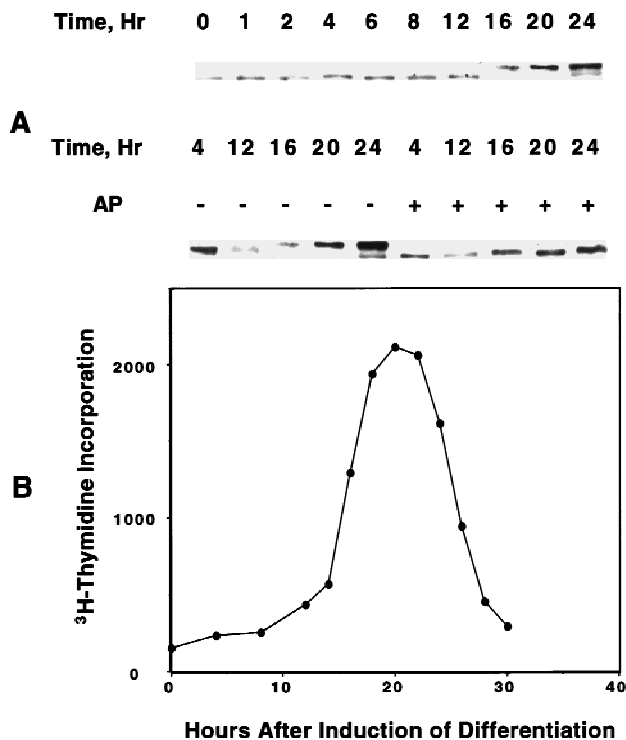 Time, Hr 0 1 2 4 6 8 12 16 20 24
A
Time, Hr 4 12 16 20 24 4 12 16 20 24
AP - - - - - + + + + +
B
³H-Thymidine Incorporation
2000
1000
0
0 10 20 30 40
Hours After Induction of Differentiation